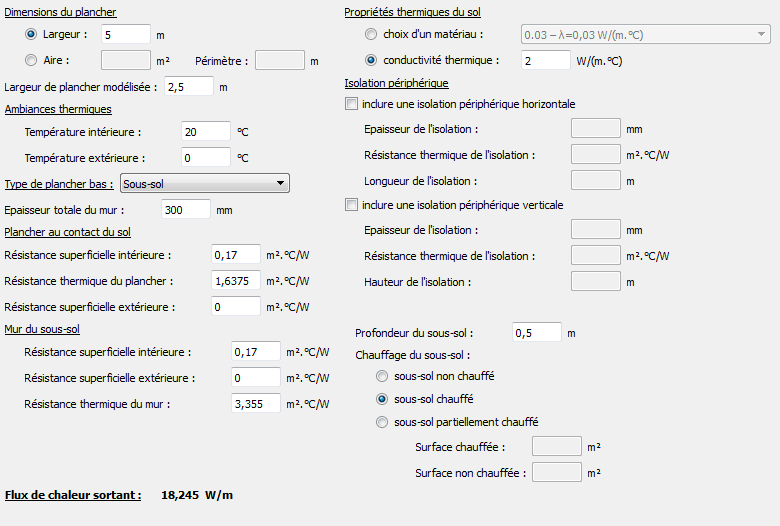 Dimensions du plancher
Largeur : 5 m
Aire : m² Périmètre : m
Largeur de plancher modélisée : 2,5 m
Ambiances thermiques
Température intérieure : 20 °C
Température extérieure : 0 °C
Type de plancher bas : Sous-sol
Epaisseur totale du mur : 300 mm
Plancher au contact du sol
Résistance superficielle intérieure : 0,17 m².°C/W
Résistance thermique du plancher : 1,6375 m².°C/W
Résistance superficielle extérieure : 0 m².°C/W
Mur du sous-sol
Résistance superficielle intérieure : 0,17 m².°C/W
Résistance superficielle extérieure : 0 m².°C/W
Résistance thermique du mur : 3,355 m².°C/W
Flux de chaleur sortant : 18,245 W/m
Propriétés thermiques du sol
choix d'un matériau : 0.03 – λ=0,03 W/(m.°C)
conductivité thermique : 2 W/(m.°C)
Isolation périphérique
inclure une isolation périphérique horizontale
Epaisseur de l'isolation : mm
Résistance thermique de l'isolation : m².°C/W
Longueur de l'isolation : m
inclure une isolation périphérique verticale
Epaisseur de l'isolation : mm
Résistance thermique de l'isolation : m².°C/W
Hauteur de l'isolation : m
Profondeur du sous-sol : 0,5 m
Chauffage du sous-sol :
sous-sol non chauffé
sous-sol chauffé
sous-sol partiellement chauffé
Surface chauffée : m²
Surface non chauffée : m²